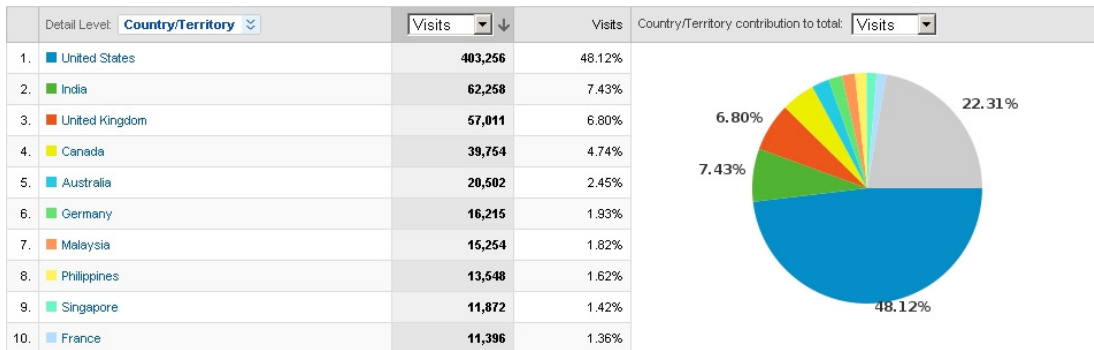 Detail Level: Country/Territory Visits Visits Country/Territory contribution to total: Visits
1. United States 403,256 48.12%
2. India 62,258 7.43%
3. United Kingdom 57,011 6.80%
4. Canada 39,754 4.74%
5. Australia 20,502 2.45%
6. Germany 16,215 1.93%
7. Malaysia 15,254 1.82%
8. Philippines 13,548 1.62%
9. Singapore 11,872 1.42%
10. France 11,396 1.36%
22.31%
6.80%
7.43%
48.12%